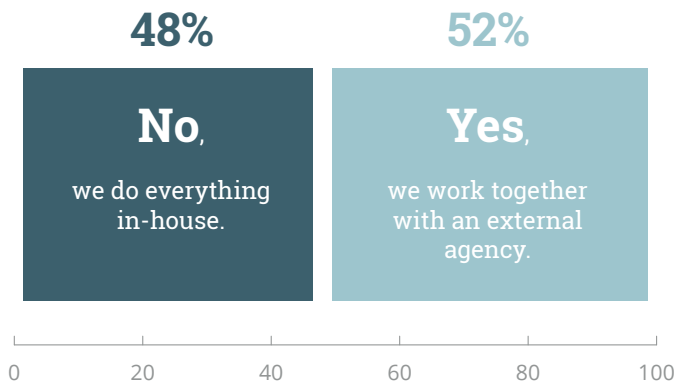 48%
52%
No,
we do everything
in-house.
Yes,
we work together
with an external
agency.
0 20 40 60 80 100